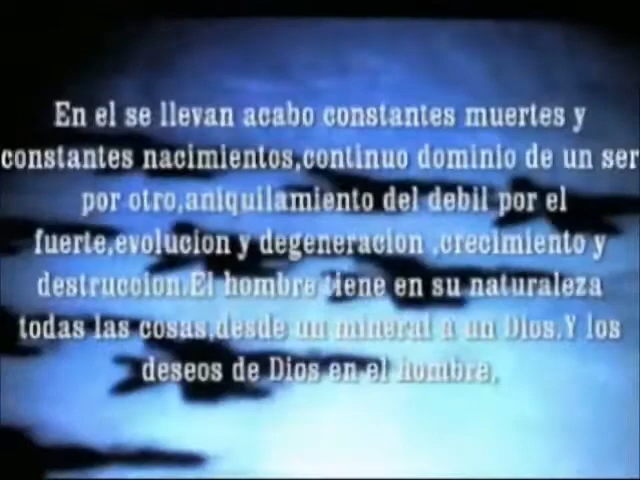 En el se llevan acabo constantes muertes y
constantes nacimientos,continuo dominio de un ser
por otro,aniquilamiento del debil por el
fuerte,evolucion y degeneracion ,crecimiento y
destruccion.El hombre tiene en su naturaleza
todas las cosas,desde un mineral a un Dios.Y los
deseos de Dios en el hombre.